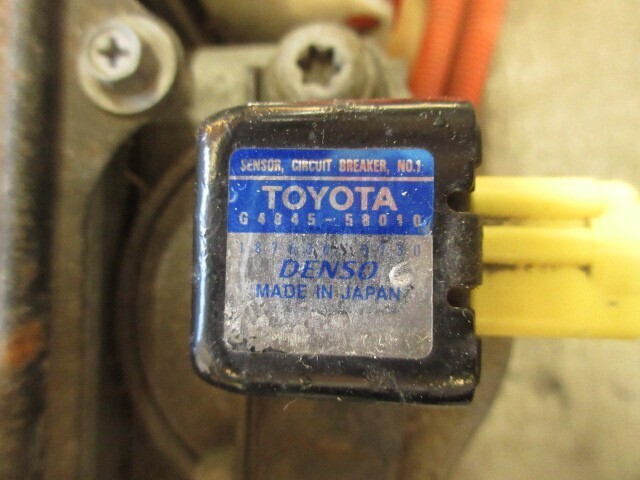 SENSOR, CIRCUIT BREAKER, NO.1
TOYOTA
G4845-58010
DENSO
MADE IN JAPAN